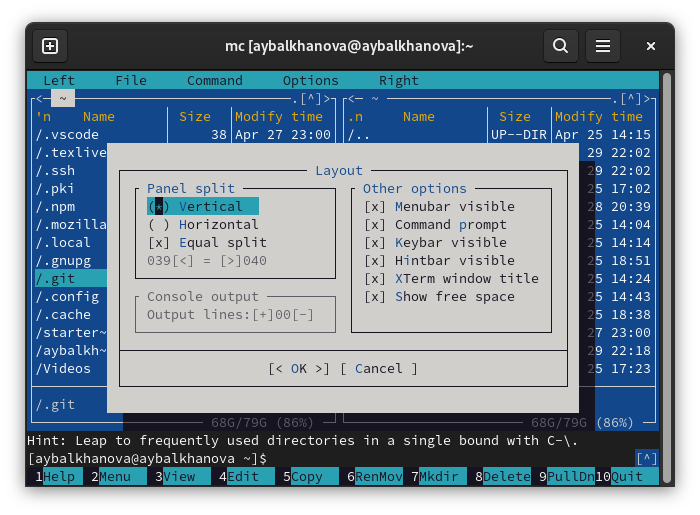 mc [aybalkhanova@aybalkhanova]:~
Left File Command Options Right
<— ~ —.[^]> <— ~ —.[^]>
'n Name Size Modify time .n Name Size Modify time
/.vscode 38 Apr 27 23:00 /.. UP--DIR Apr 25 14:15
/.texlive 29 22:02
/.ssh 29 22:02
/.pki 25 17:02
/.npm 28 20:39
/.mozilla 25 14:04
/.local 25 14:14
/.gnupg 25 18:51
/.git 25 14:24
/.config 25 14:43
/.cache 25 18:38
/starter~ 27 23:00
/aybalkh~ 29 22:18
/Videos 25 17:23
Layout
Panel split
(*) Vertical
( ) Horizontal
[x] Equal split
039[<] = [>]040
Console output
Output lines:[+]00[-]
Other options
[x] Menubar visible
[x] Command prompt
[x] Keybar visible
[x] Hintbar visible
[x] XTerm window title
[x] Show free space
[< OK >] [ Cancel ]
/.git
68G/79G (86%) 68G/79G (86%)
Hint: Leap to frequently used directories in a single bound with C-\.
[aybalkhanova@aybalkhanova ~]$ [^]
1Help 2Menu 3View 4Edit 5Copy 6RenMov 7Mkdir 8Delete 9PullDn 10Quit